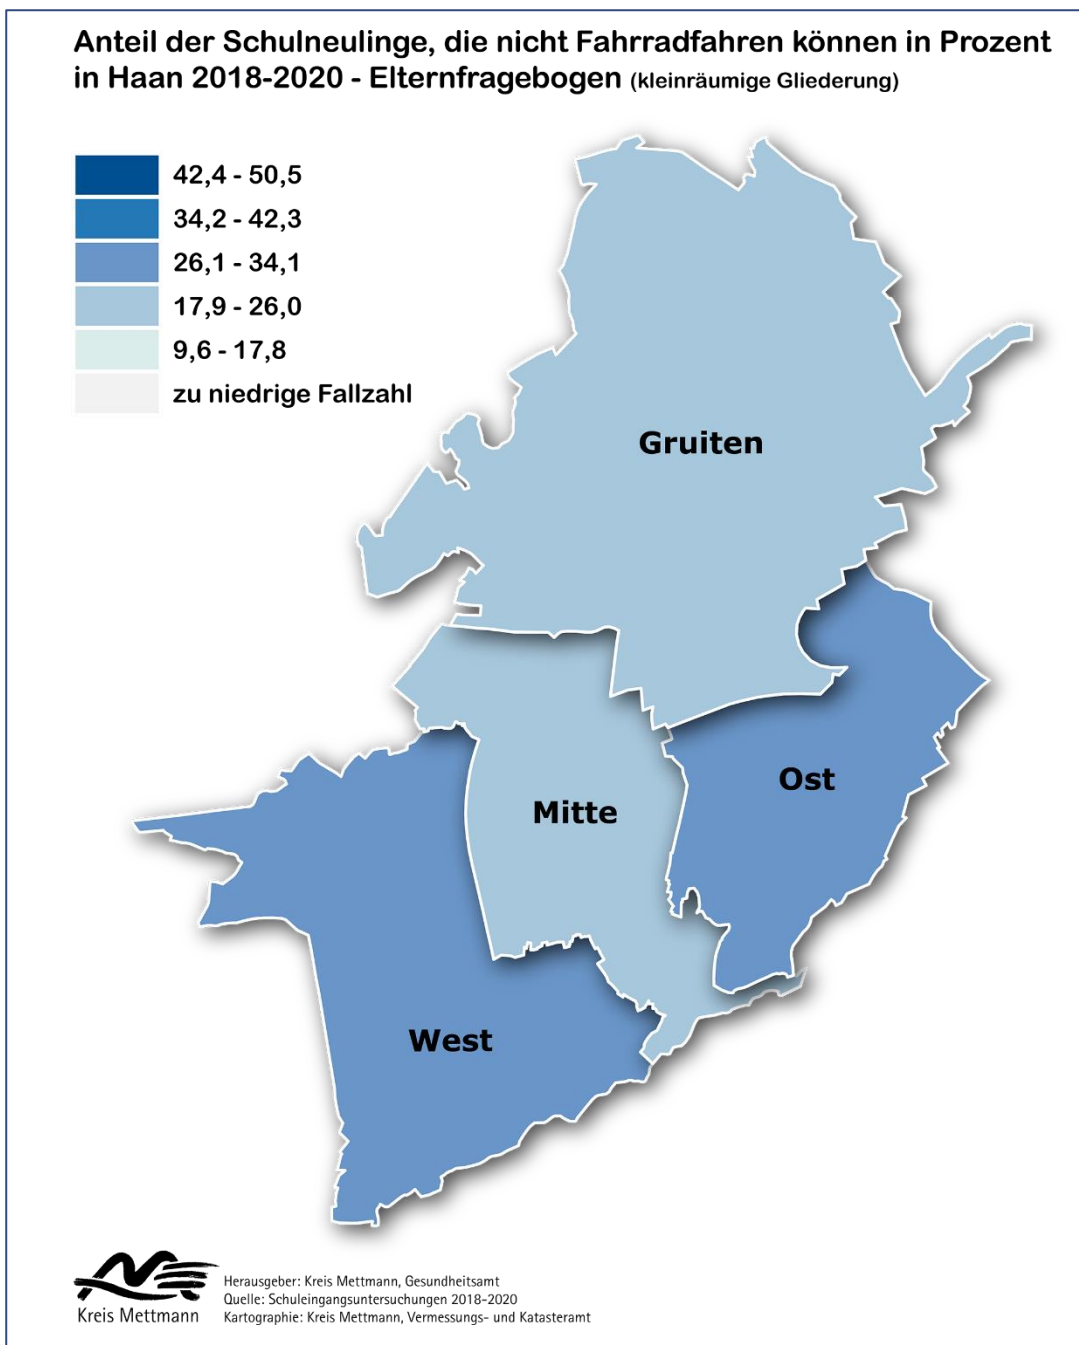 Anteil der Schulneulinge, die nicht Fahrradfahren können in Prozent
in Haan 2018-2020 - Elternfragebogen (kleinräumige Gliederung)
42,4 - 50,5
34,2 - 42,3
26,1 - 34,1
17,9 - 26,0
9,6 - 17,8
zu niedrige Fallzahl
Gruiten
Ost
Mitte
West
Kreis Mettmann
Herausgeber: Kreis Mettmann, Gesundheitsamt
Quelle: Schuleingangsuntersuchungen 2018-2020
Kartographie: Kreis Mettmann, Vermessungs- und Katasteramt